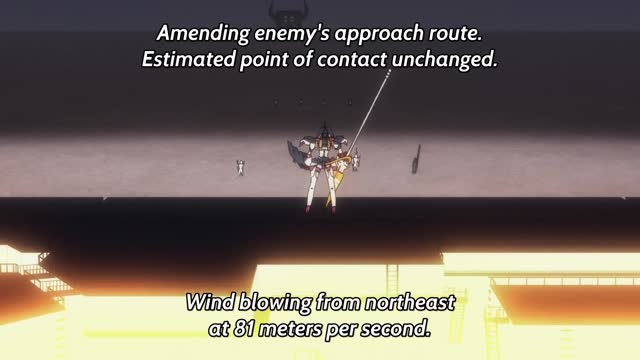 Amending enemy's approach route.
Estimated point of contact unchanged.
Wind blowing from northeast
at 81 meters per second.